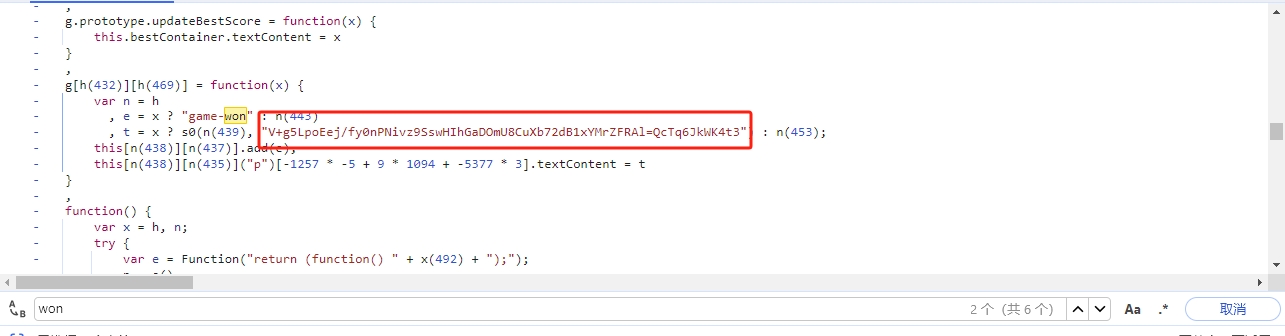 - ,
- g.prototype.updateBestScore = function(x) {
- this.bestContainer.textContent = x
- }
- ,
- g[h(432)][h(469)] = function(x) {
- var n = h
- , e = x ? "game-won" : n(443)
- , t = x ? s0(n(439), "V+g5LpoEej/fy0nPNivz9SswHIhGaDOmU8CuXb72dB1xYMrZFRAl=QcTq6JkWK4t3") : n(453);
- this[n(438)][n(437)].add(e),
- this[n(438)][n(435)]("p")[-1257 * -5 + 9 * 1094 + -5377 * 3].textContent = t
- }
- ,
- function() {
- var x = h, n;
- try {
- var e = Function("return (function() " + x(492) + ");");
won 2 个 (共 6 个) Aa .* 取消